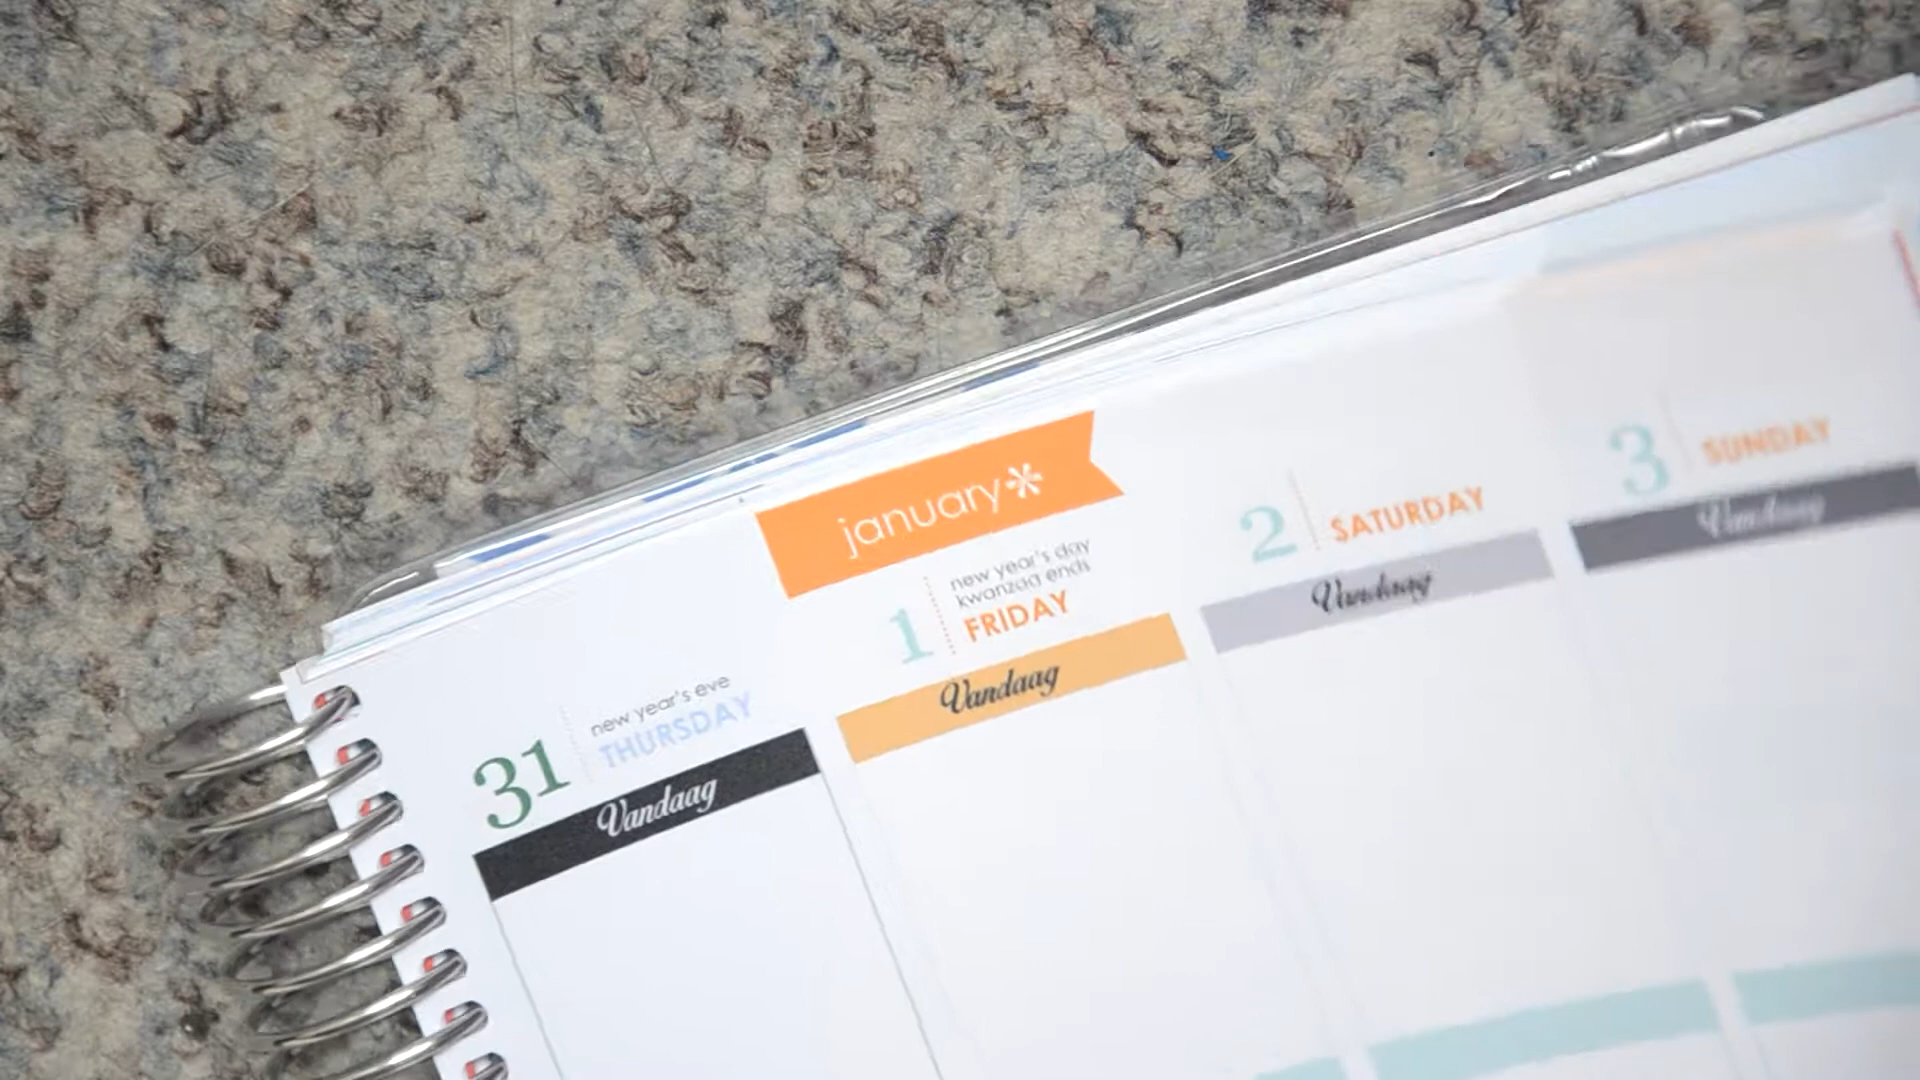 january*
31
new year's eve
THURSDAY
Vandaag
1
new year's day
kwanzaa ends
FRIDAY
Vandaag
2
SATURDAY
Vandaag
3
SUNDAY
Vandaag